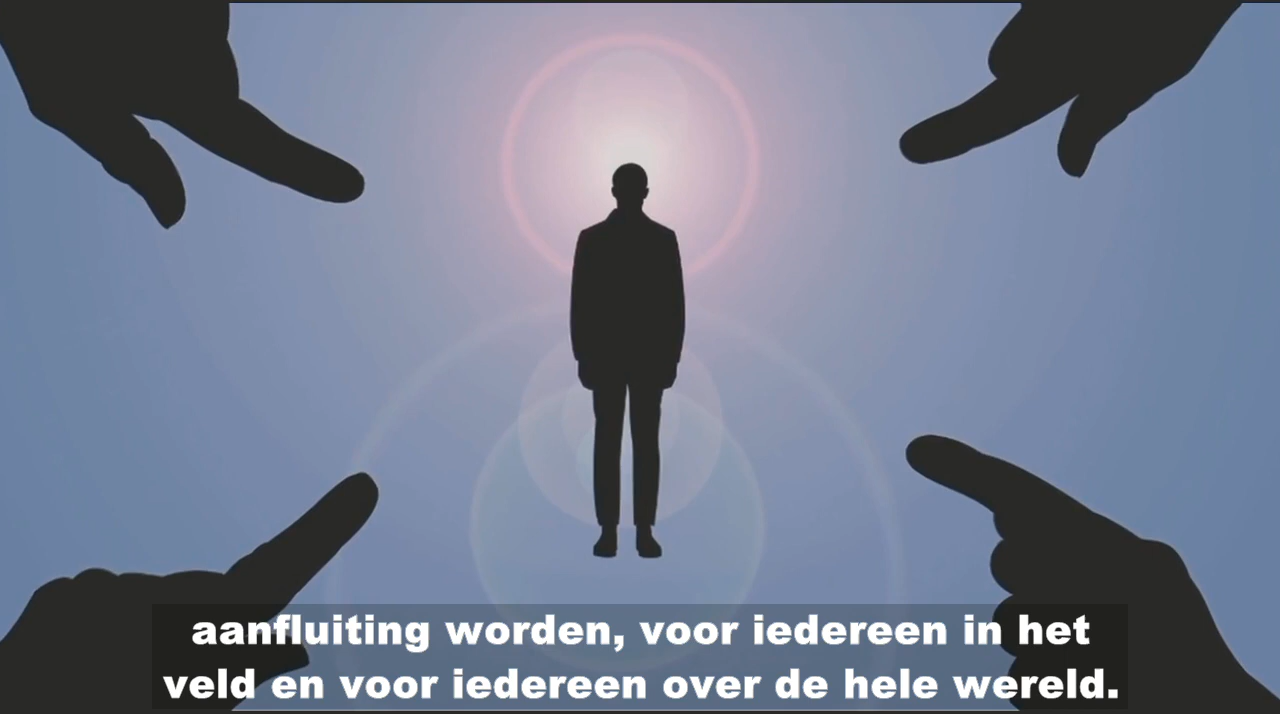 aanfluiting worden, voor iedereen in het
veld en voor iedereen over de hele wereld.